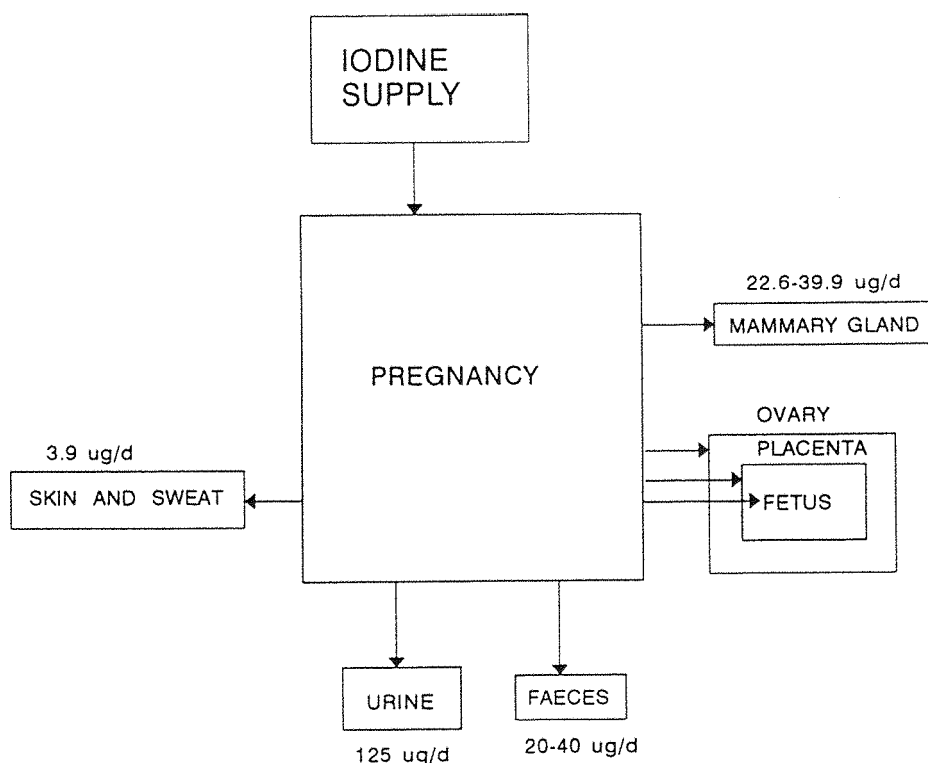 IODINE
SUPPLY
22.6-39.9 ug/d
MAMMARY GLAND
PREGNANCY
OVARY
PLACENTA
FETUS
3.9 ug/d
SKIN AND SWEAT
URINE
125 ug/d
FAECES
20-40 ug/d